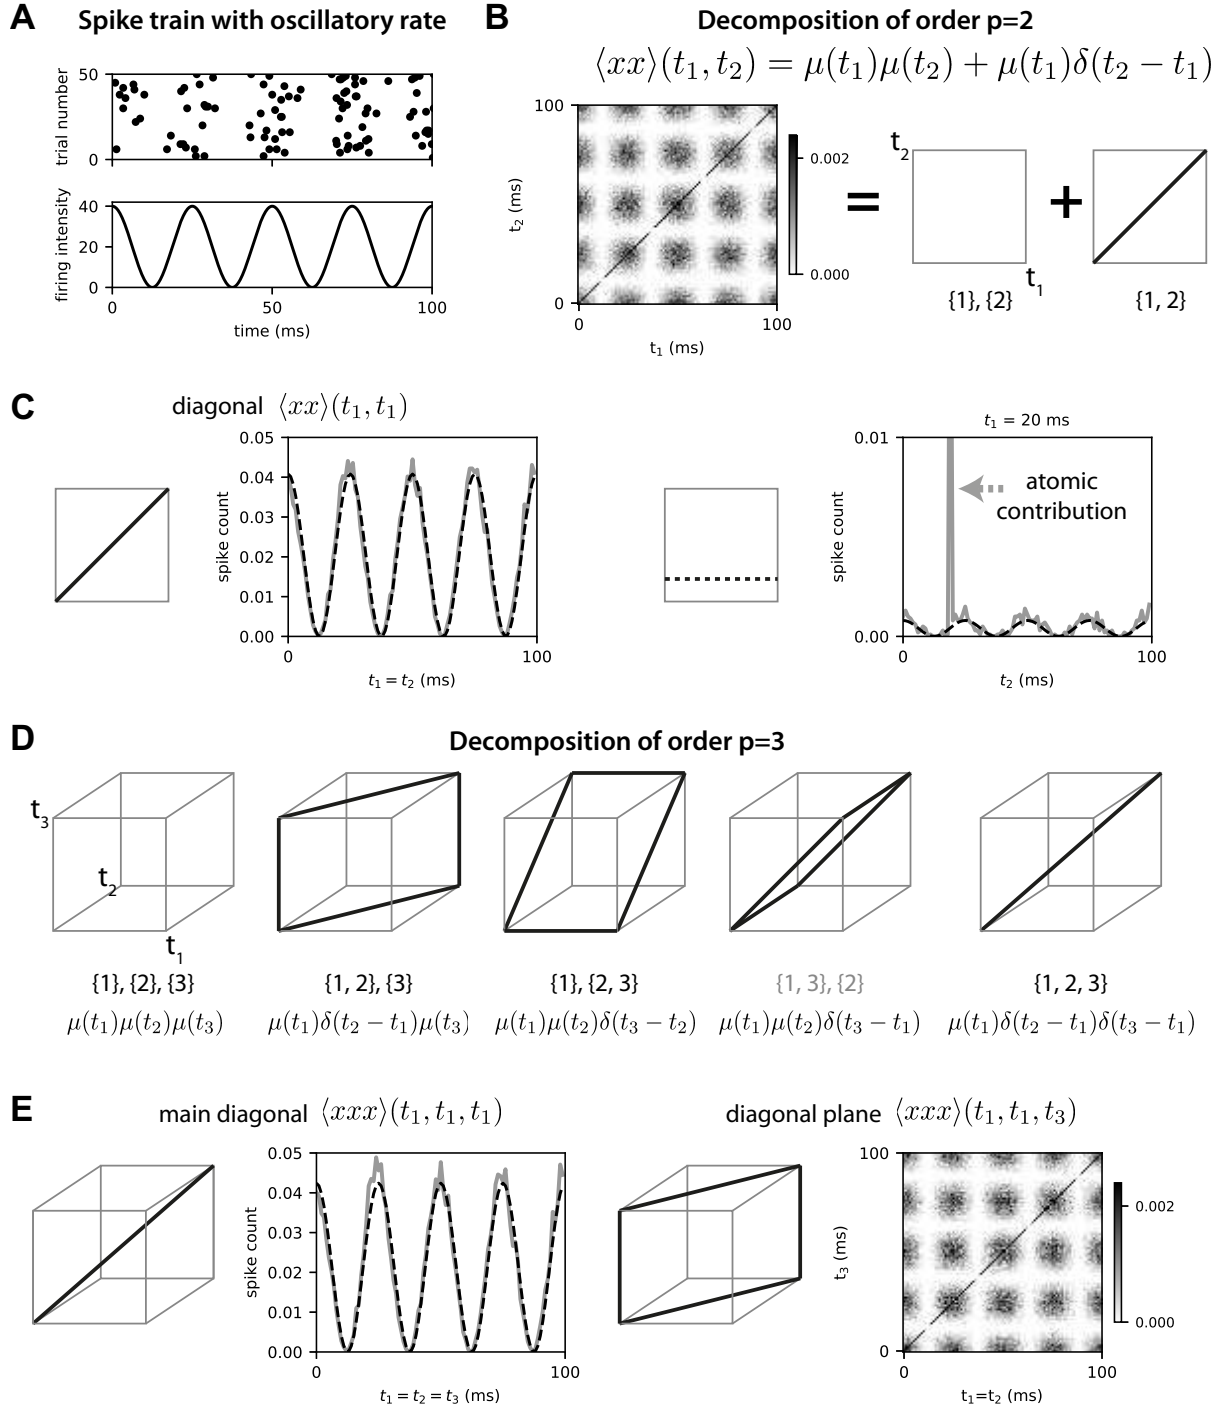 A
Spike train with oscillatory rate
50
0
trial number
40
20
0
firing intensity
0
50
100
time (ms)
B
Decomposition of order p=2
⟨xx⟩(t₁, t₂) = μ(t₁)μ(t₂) + μ(t₁)δ(t₂ − t₁)
100
0
t₂ (ms)
0
100
t₁ (ms)
0.002
0.000
=
t₂
t₁
{1}, {2}
+
{1, 2}
C
diagonal ⟨xx⟩(t₁, t₁)
0.05
0.04
0.03
0.02
0.01
0.00
spike count
0
100
t₁ = t₂ (ms)
t₁ = 20 ms
0.01
0.00
spike count
atomic
contribution
0
100
t₂ (ms)
D
Decomposition of order p=3
t₃
t₂
t₁
{1}, {2}, {3}
{1, 2}, {3}
{1}, {2, 3}
{1, 3}, {2}
{1, 2, 3}
μ(t₁)μ(t₂)μ(t₃)
μ(t₁)δ(t₂ − t₁)μ(t₃)
μ(t₁)μ(t₂)δ(t₃ − t₂)
μ(t₁)μ(t₂)δ(t₃ − t₁)
μ(t₁)δ(t₂ − t₁)δ(t₃ − t₁)
E
main diagonal ⟨xxx⟩(t₁, t₁, t₁)
0.05
0.04
0.03
0.02
0.01
0.00
spike count
0
100
t₁ = t₂ = t₃ (ms)
diagonal plane ⟨xxx⟩(t₁, t₁, t₃)
100
0
t₃ (ms)
0
100
t₁=t₂ (ms)
0.002
0.000